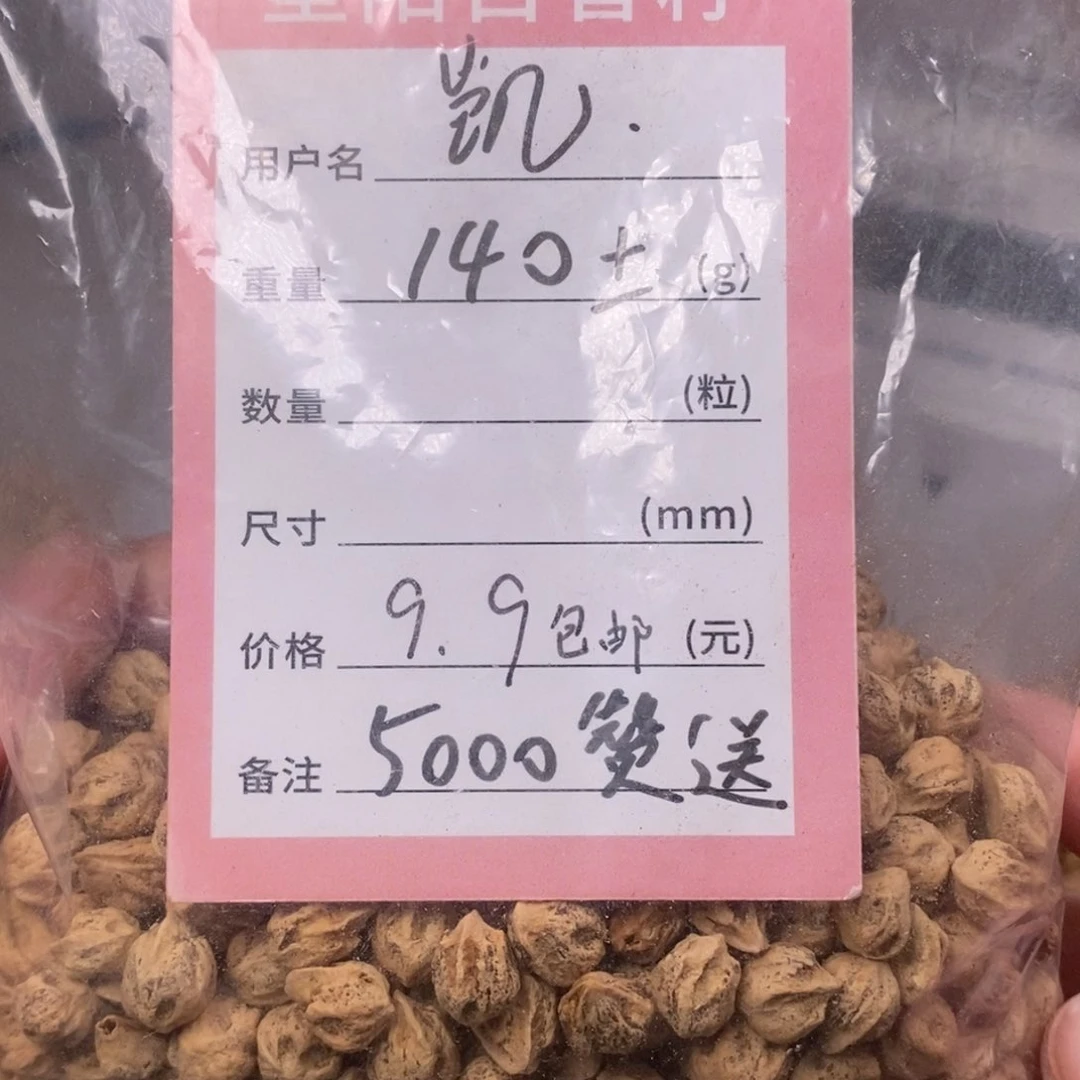 用户名 凯.
重量 140± (g)
数量 (粒)
尺寸 (mm)
价格 9.9包邮 (元)
备注 5000赞送